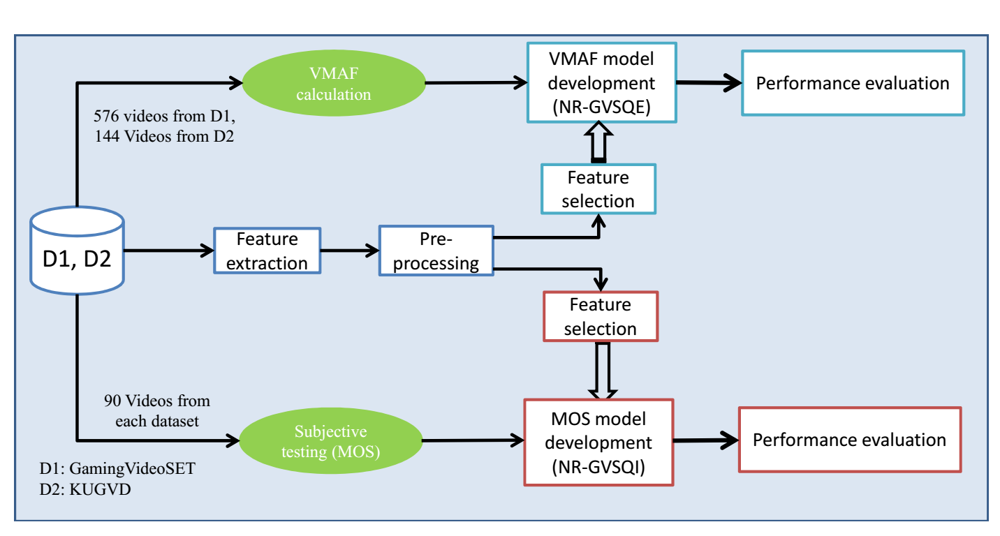 VMAF
calculation
VMAF model
development
(NR-GVSQE)
Performance evaluation
576 videos from D1,
144 Videos from D2
Feature
selection
D1, D2
Feature
extraction
Pre-
processing
Feature
selection
90 Videos from
each dataset
Subjective
testing (MOS)
MOS model
development
(NR-GVSQI)
Performance evaluation
D1: GamingVideoSET
D2: KUGVD